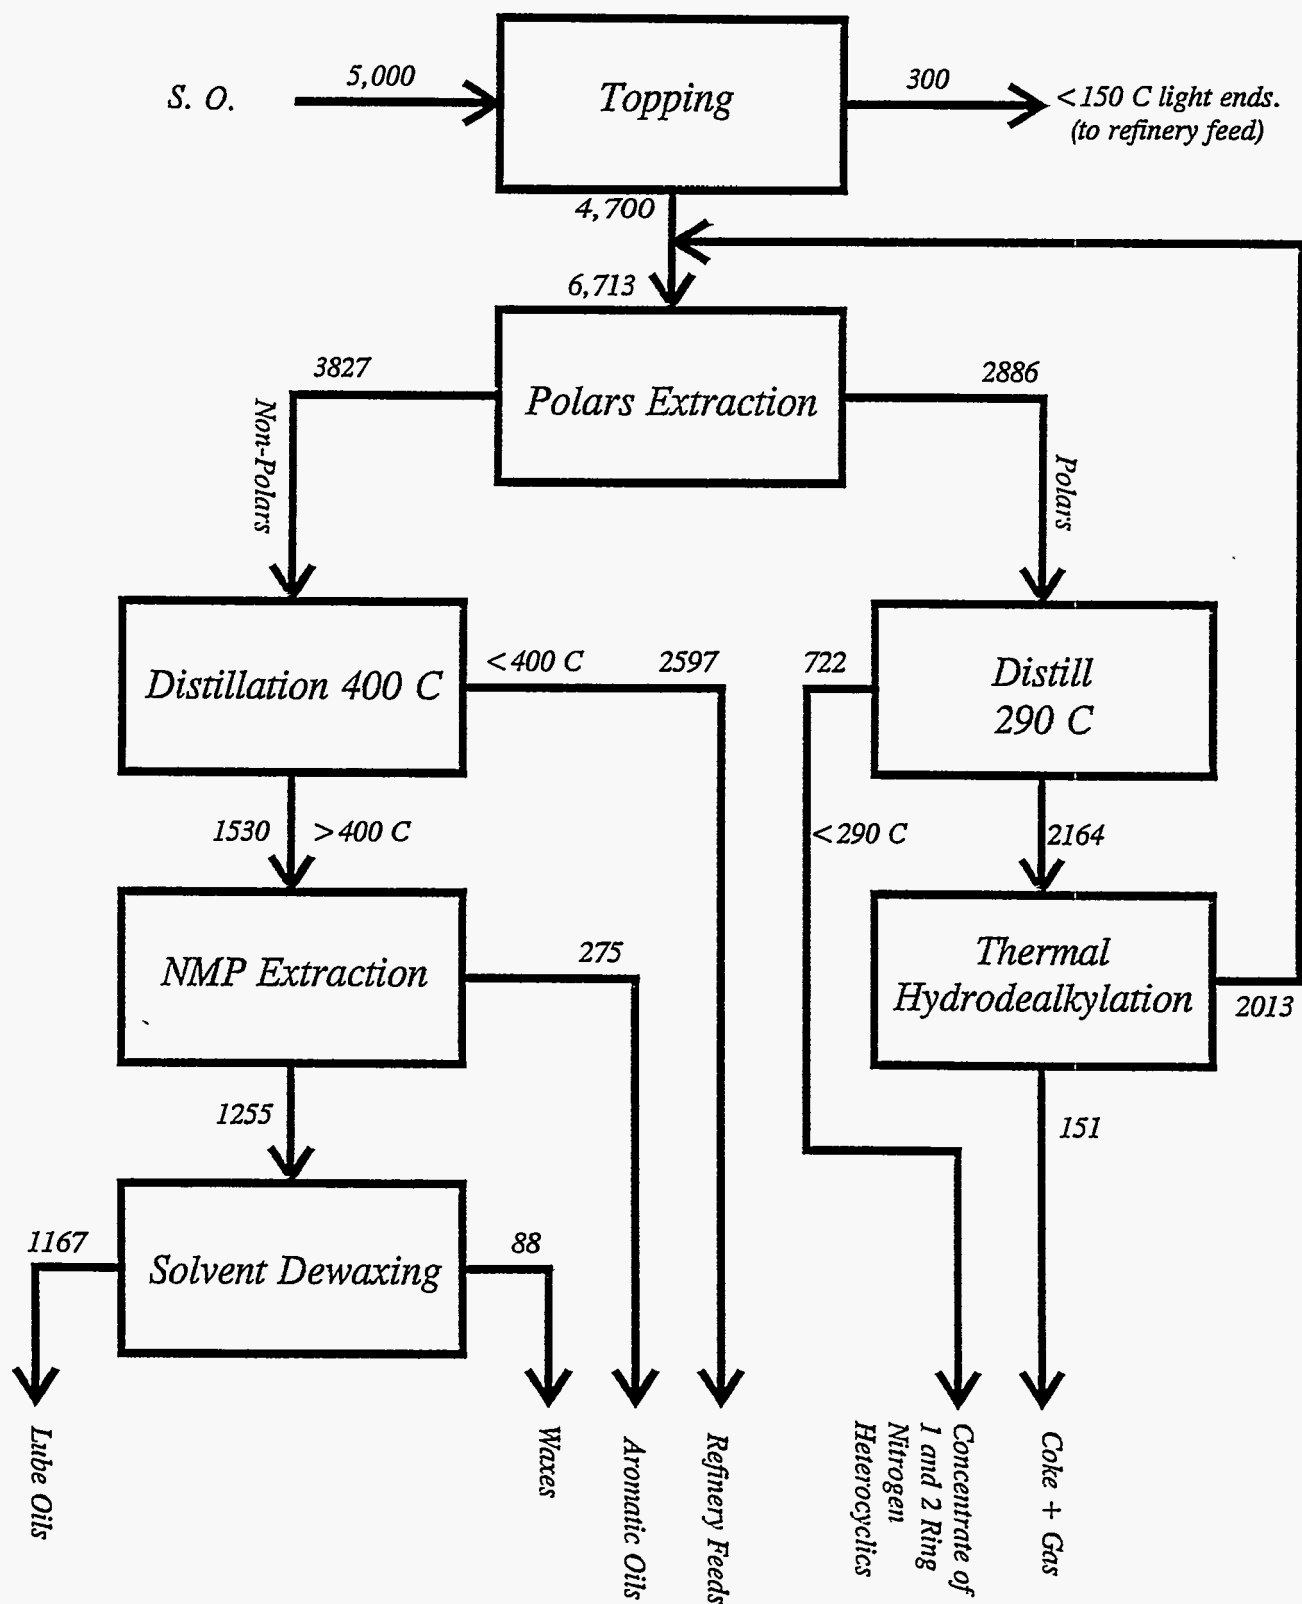 S. O.
5,000
Topping
300
<150 C light ends.
(to refinery feed)
4,700
6,713
3827
Polars Extraction
2886
Non-Polars
Polars
Distillation 400 C
<400 C
2597
722
Distill
290 C
1530
>400 C
<290 C
2164
NMP Extraction
275
Thermal
Hydrodealkylation
2013
1255
151
1167
Solvent Dewaxing
88
Lube Oils
Waxes
Aromatic Oils
Refinery Feeds
Concentrate of
1 and 2 Ring
Nitrogen
Heterocyclics
Coke + Gas